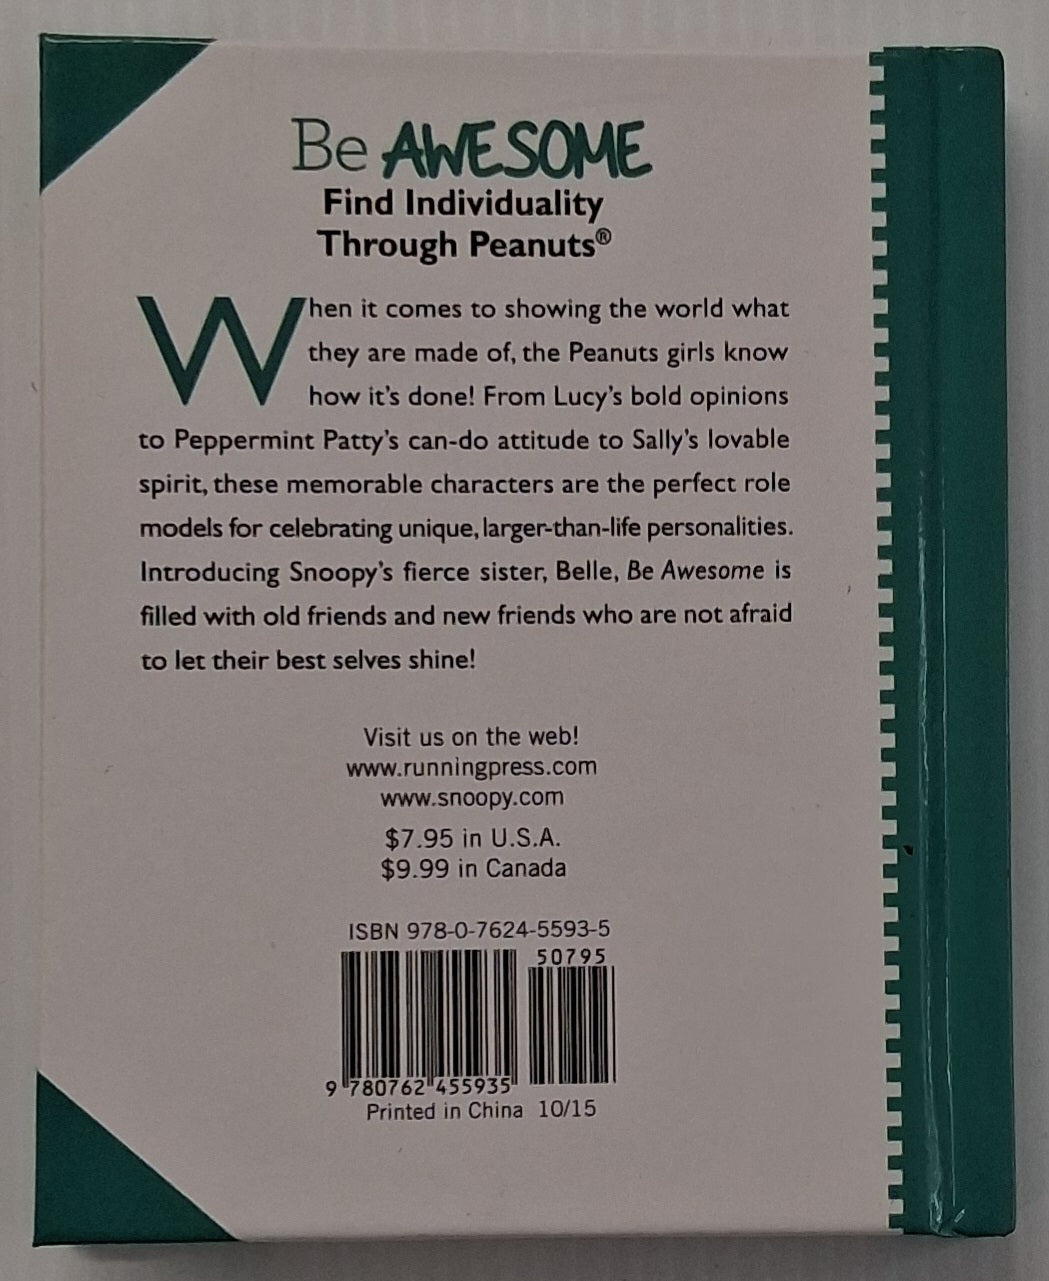 Be AWESOME
Find Individuality
Through Peanuts®
When it comes to showing the world what
they are made of, the Peanuts girls know
how it's done! From Lucy's bold opinions
to Peppermint Patty's can-do attitude to Sally's lovable
spirit, these memorable characters are the perfect role
models for celebrating unique, larger-than-life personalities.
Introducing Snoopy's fierce sister, Belle, Be Awesome is
filled with old friends and new friends who are not afraid
to let their best selves shine!
Visit us on the web!
www.runningpress.com
www.snoopy.com
$7.95 in U.S.A.
$9.99 in Canada
ISBN 978-0-7624-5593-5
50795
9 780762 455935
Printed in China 10/15